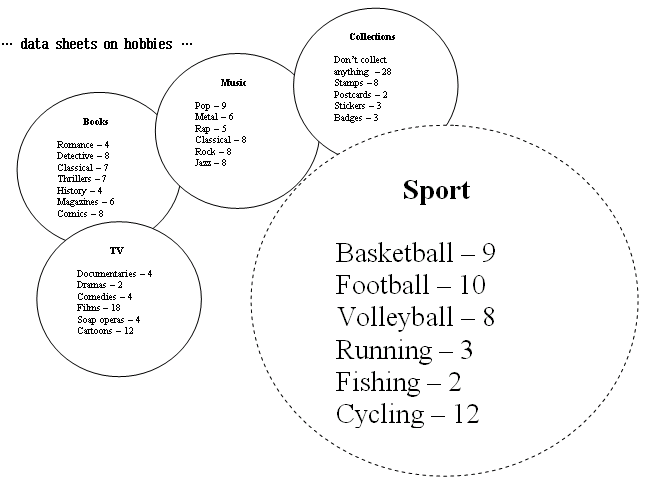 ··· data sheets on hobbies ···
Collections
Don't collect
anything – 28
Stamps – 8
Postcards – 2
Stickers – 3
Badges – 3
Music
Pop – 9
Metal – 6
Rap – 5
Classical – 8
Rock – 8
Jazz – 8
Books
Romance – 4
Detective – 8
Classical – 7
Thrillers – 7
History – 4
Magazines – 6
Comics – 8
TV
Documentaries – 4
Dramas – 2
Comedies – 4
Films – 18
Soap operas – 4
Cartoons – 12
Sport
Basketball – 9
Football – 10
Volleyball – 8
Running – 3
Fishing – 2
Cycling – 12